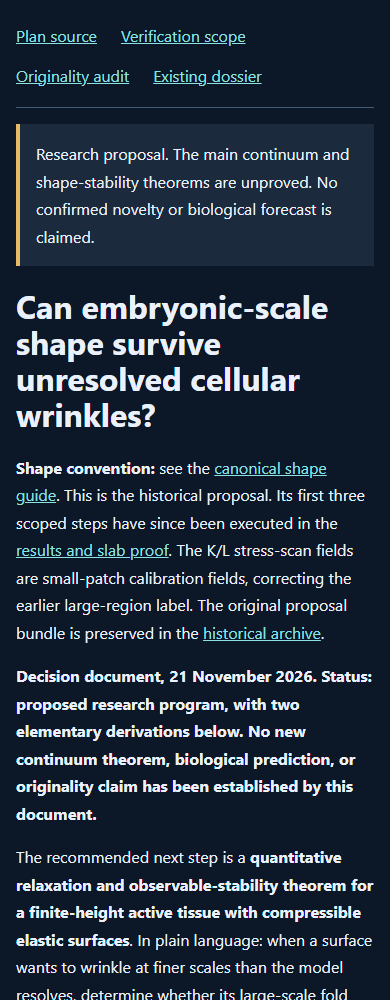 Plan source Verification scope
Originality audit Existing dossier
Research proposal. The main continuum and
shape-stability theorems are unproved. No
confirmed novelty or biological forecast is
claimed.
Can embryonic-scale
shape survive
unresolved cellular
wrinkles?
Shape convention: see the canonical shape
guide. This is the historical proposal. Its first three
scoped steps have since been executed in the
results and slab proof. The K/L stress-scan fields
are small-patch calibration fields, correcting the
earlier large-region label. The original proposal
bundle is preserved in the historical archive.
Decision document, 21 November 2026. Status:
proposed research program, with two
elementary derivations below. No new
continuum theorem, biological prediction, or
originality claim has been established by this
document.
The recommended next step is a quantitative
relaxation and observable-stability theorem for
a finite-height active tissue with compressible
elastic surfaces. In plain language: when a surface
wants to wrinkle at finer scales than the model
resolves, determine whether its large-scale fold